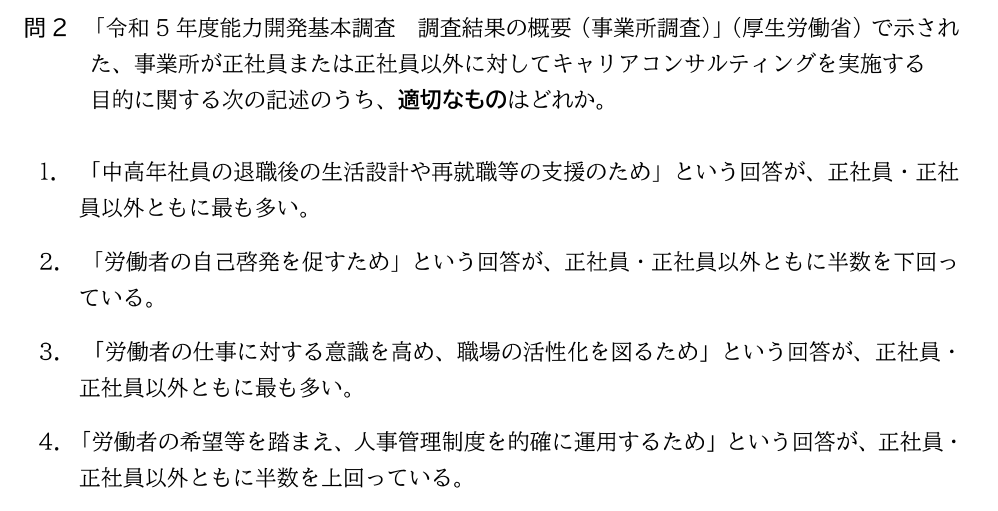 問2 「令和5年度能力開発基本調査　調査結果の概要（事業所調査）」（厚生労働省）で示され
た、事業所が正社員または正社員以外に対してキャリアコンサルティングを実施する
目的に関する次の記述のうち、適切なものはどれか。
1. 「中高年社員の退職後の生活設計や再就職等の支援のため」という回答が、正社員・正社
員以外ともに最も多い。
2. 「労働者の自己啓発を促すため」という回答が、正社員・正社員以外ともに半数を下回っ
ている。
3. 「労働者の仕事に対する意識を高め、職場の活性化を図るため」という回答が、正社員・
正社員以外ともに最も多い。
4. 「労働者の希望等を踏まえ、人事管理制度を的確に運用するため」という回答が、正社員・
正社員以外ともに半数を上回っている。